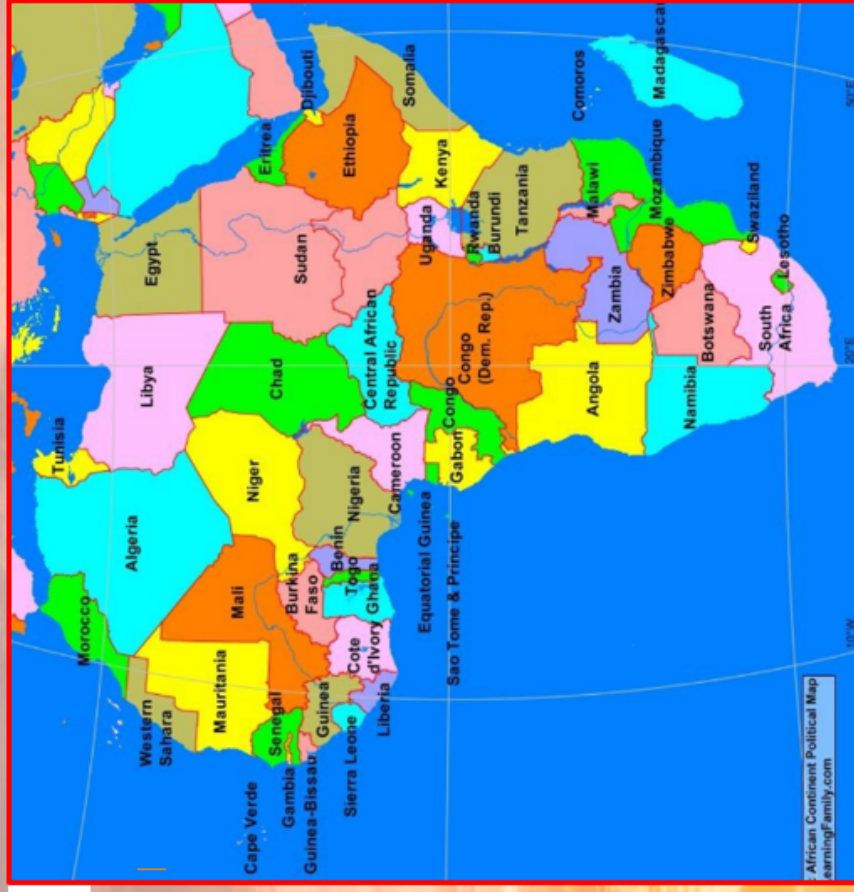 Tunisia
Morocco
Algeria
Libya
Egypt
Western
Sahara
Mauritania
Mali
Niger
Chad
Sudan
Eritrea
Djibouti
Cape Verde
Senegal
Gambia
Guinea-Bissau
Guinea
Sierra Leone
Liberia
Cote
d'Ivory
Burkina
Faso
Ghana
Togo
Benin
Nigeria
Cameroon
Central African
Republic
Ethiopia
Somalia
Equatorial Guinea
Sao Tome & Principe
Gabon
Congo
Congo
(Dem. Rep.)
Uganda
Kenya
Rwanda
Burundi
Tanzania
Comoros
Madagascar
Angola
Zambia
Malawi
Mozambique
Zimbabwe
Namibia
Botswana
South
Africa
Swaziland
Lesotho
10°W
20°E
50°E
African Continent Political Map
earningFamily.com